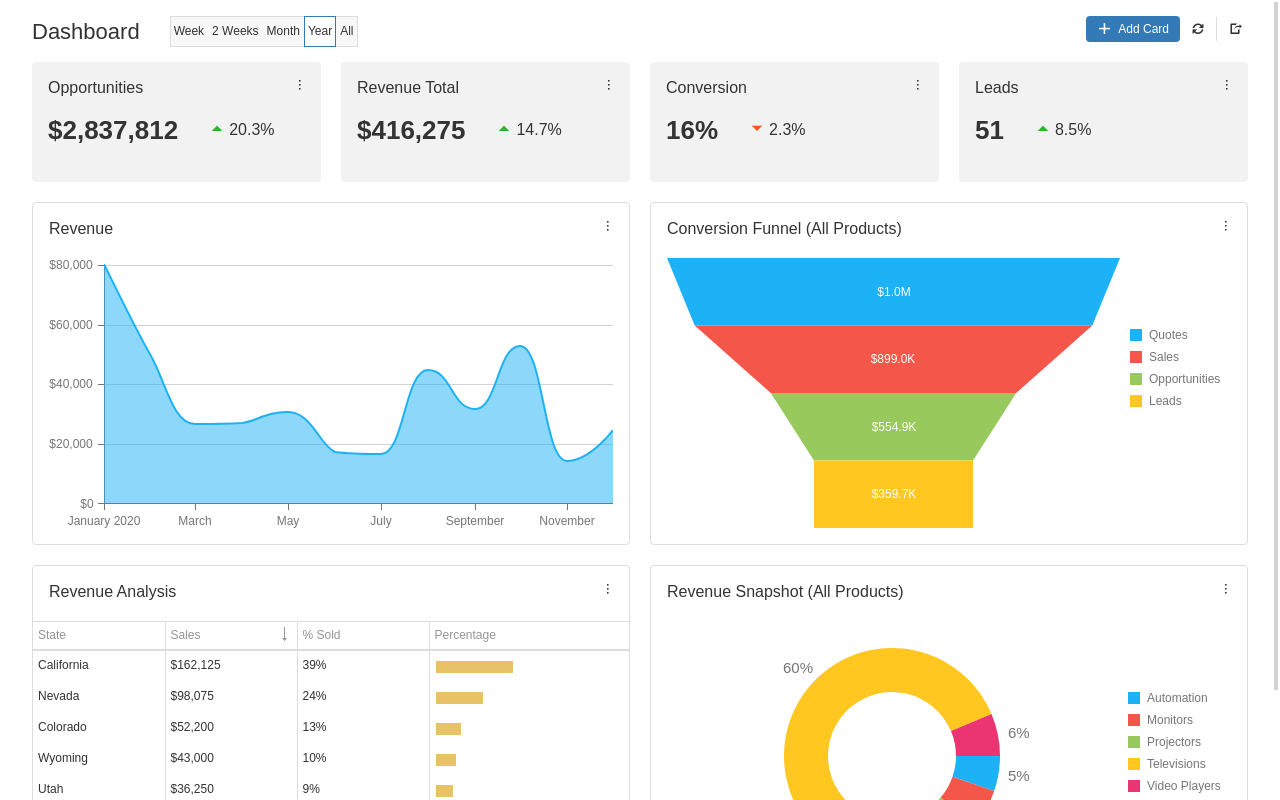 Dashboard
Week 2 Weeks Month Year All
Add Card
Opportunities
$2,837,812 20.3%
Revenue Total
$416,275 14.7%
Conversion
16% 2.3%
Leads
51 8.5%
Revenue
$80,000
$60,000
$40,000
$20,000
$0
January 2020 March May July September November
Conversion Funnel (All Products)
$1.0M
$899.0K
$554.9K
$359.7K
Quotes
Sales
Opportunities
Leads
Revenue Analysis
State Sales % Sold Percentage
California $162,125 39%
Nevada $98,075 24%
Colorado $52,200 13%
Wyoming $43,000 10%
Utah $36,250 9%
Revenue Snapshot (All Products)
60%
6%
5%
Automation
Monitors
Projectors
Televisions
Video Players